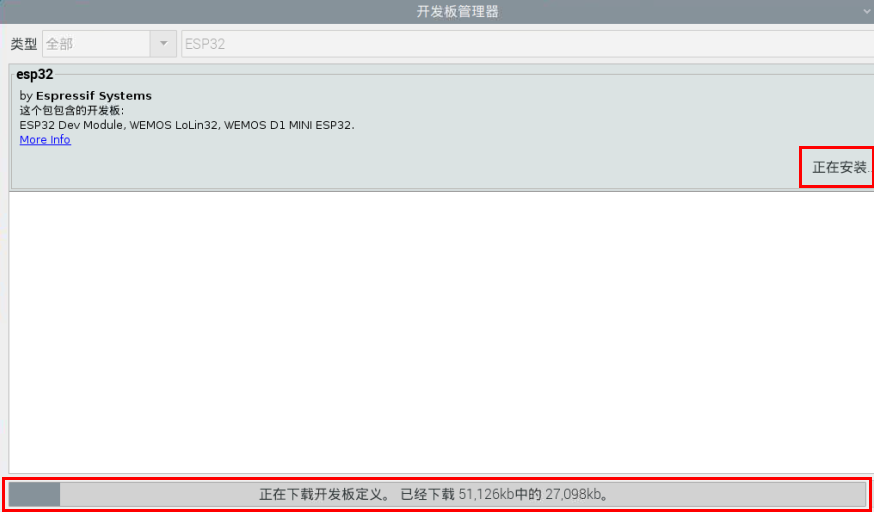 开发板管理器
类型 全部 ESP32
esp32
by Espressif Systems
这个包包含的开发板:
ESP32 Dev Module, WEMOS LoLin32, WEMOS D1 MINI ESP32.
More Info
正在安装..
正在下载开发板定义。 已经下载 51,126kb中的 27,098kb。